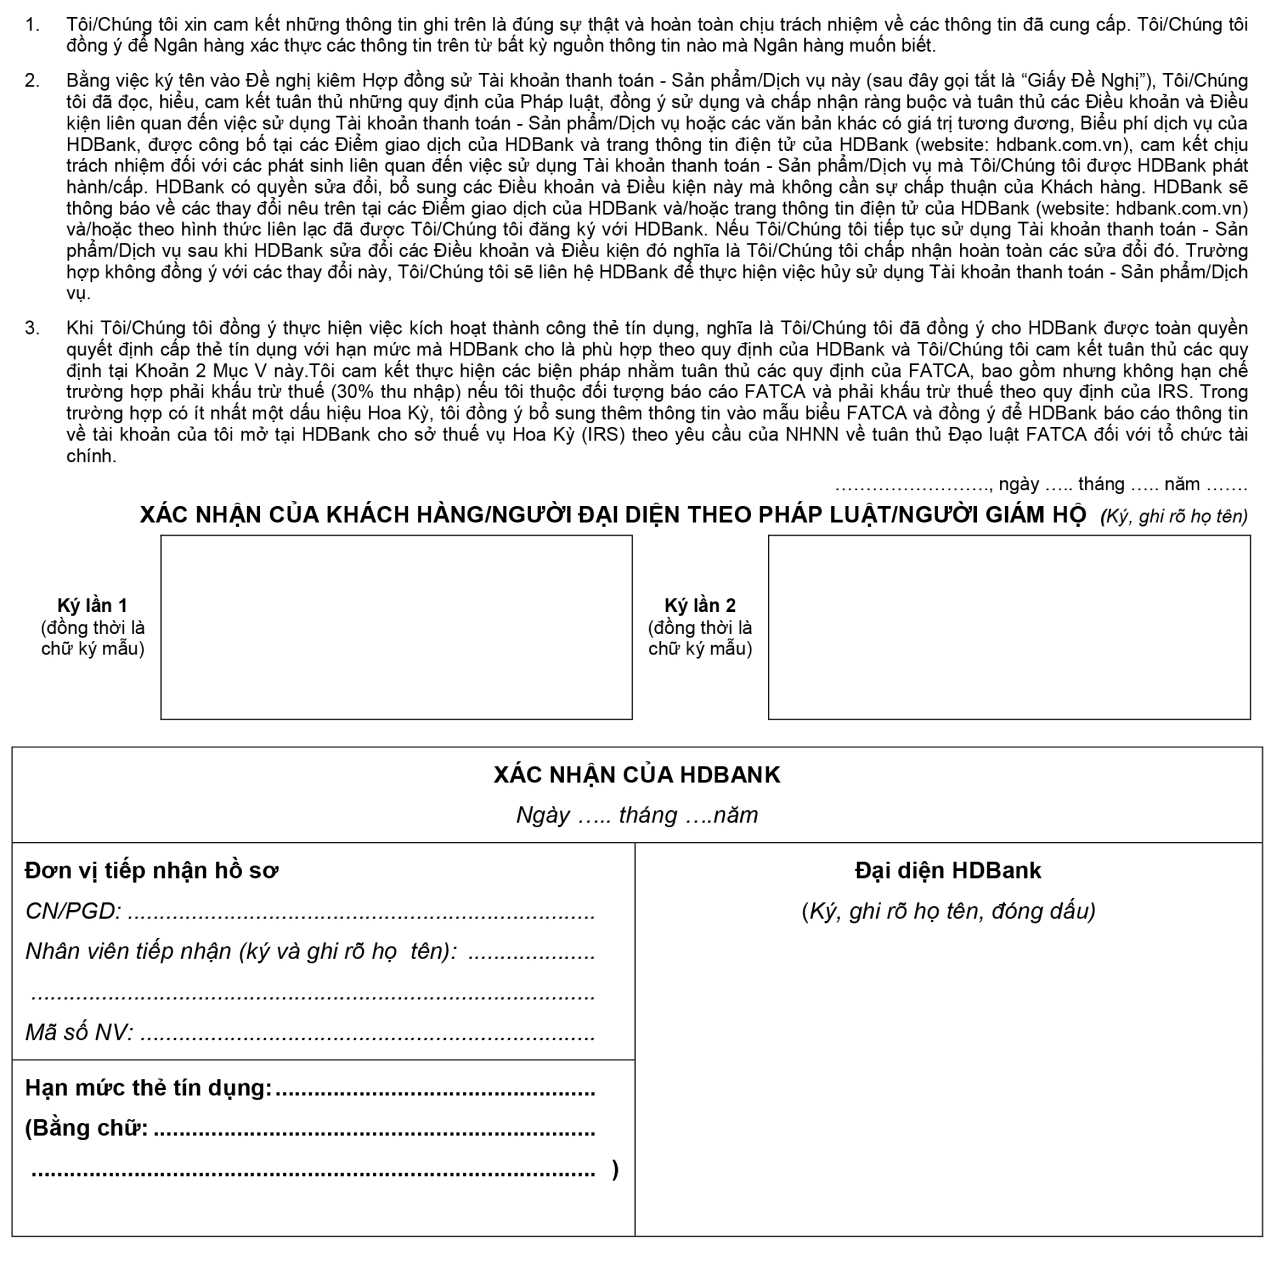 1. Tôi/Chúng tôi xin cam kết những thông tin ghi trên là đúng sự thật và hoàn toàn chịu trách nhiệm về các thông tin đã cung cấp. Tôi/Chúng tôi
đồng ý để Ngân hàng xác thực các thông tin trên từ bất kỳ nguồn thông tin nào mà Ngân hàng muốn biết.
2. Bằng việc ký tên vào Đề nghị kiêm Hợp đồng sử Tài khoản thanh toán - Sản phẩm/Dịch vụ này (sau đây gọi tắt là “Giấy Đề Nghị”), Tôi/Chúng
tôi đã đọc, hiểu, cam kết tuân thủ những quy định của Pháp luật, đồng ý sử dụng và chấp nhận ràng buộc và tuân thủ các Điều khoản và Điều
kiện liên quan đến việc sử dụng Tài khoản thanh toán - Sản phẩm/Dịch vụ hoặc các văn bản khác có giá trị tương đương, Biểu phí dịch vụ của
HDBank, được công bố tại các Điểm giao dịch của HDBank và trang thông tin điện tử của HDBank (website: hdbank.com.vn), cam kết chịu
trách nhiệm đối với các phát sinh liên quan đến việc sử dụng Tài khoản thanh toán - Sản phẩm/Dịch vụ mà Tôi/Chúng tôi được HDBank phát
hành/cấp. HDBank có quyền sửa đổi, bổ sung các Điều khoản và Điều kiện này mà không cần sự chấp thuận của Khách hàng. HDBank sẽ
thông báo về các thay đổi nêu trên tại các Điểm giao dịch của HDBank và/hoặc trang thông tin điện tử của HDBank (website: hdbank.com.vn)
và/hoặc theo hình thức liên lạc đã được Tôi/Chúng tôi đăng ký với HDBank. Nếu Tôi/Chúng tôi tiếp tục sử dụng Tài khoản thanh toán - Sản
phẩm/Dịch vụ sau khi HDBank sửa đổi các Điều khoản và Điều kiện đó nghĩa là Tôi/Chúng tôi chấp nhận hoàn toàn các sửa đổi đó. Trường
hợp không đồng ý với các thay đổi này, Tôi/Chúng tôi sẽ liên hệ HDBank để thực hiện việc hủy sử dụng Tài khoản thanh toán - Sản phẩm/Dịch
vụ.
3. Khi Tôi/Chúng tôi đồng ý thực hiện việc kích hoạt thành công thẻ tín dụng, nghĩa là Tôi/Chúng tôi đã đồng ý cho HDBank được toàn quyền
quyết định cấp thẻ tín dụng với hạn mức mà HDBank cho là phù hợp theo quy định của HDBank và Tôi/Chúng tôi cam kết tuân thủ các quy
định tại Khoản 2 Mục V này.Tôi cam kết thực hiện các biện pháp nhằm tuân thủ các quy định của FATCA, bao gồm nhưng không hạn chế
trường hợp phải khấu trừ thuế (30% thu nhập) nếu tôi thuộc đối tượng báo cáo FATCA và phải khấu trừ thuế theo quy định của IRS. Trong
trường hợp có ít nhất một dấu hiệu Hoa Kỳ, tôi đồng ý bổ sung thêm thông tin vào mẫu biểu FATCA và đồng ý để HDBank báo cáo thông tin
về tài khoản của tôi mở tại HDBank cho sở thuế vụ Hoa Kỳ (IRS) theo yêu cầu của NHNN về tuân thủ Đạo luật FATCA đối với tổ chức tài
chính.
……………………, ngày ….. tháng ….. năm …….
XÁC NHẬN CỦA KHÁCH HÀNG/NGƯỜI ĐẠI DIỆN THEO PHÁP LUẬT/NGƯỜI GIÁM HỘ (Ký, ghi rõ họ tên)
Ký lần 1
(đồng thời là
chữ ký mẫu)
Ký lần 2
(đồng thời là
chữ ký mẫu)
XÁC NHẬN CỦA HDBANK
Ngày ….. tháng ….năm
Đơn vị tiếp nhận hồ sơ
CN/PGD: ........................................................................
Nhân viên tiếp nhận (ký và ghi rõ họ tên): ....................
.......................................................................................
Mã số NV: ......................................................................
Hạn mức thẻ tín dụng:..................................................
(Bằng chữ: .....................................................................
....................................................................................... )
Đại diện HDBank
(Ký, ghi rõ họ tên, đóng dấu)